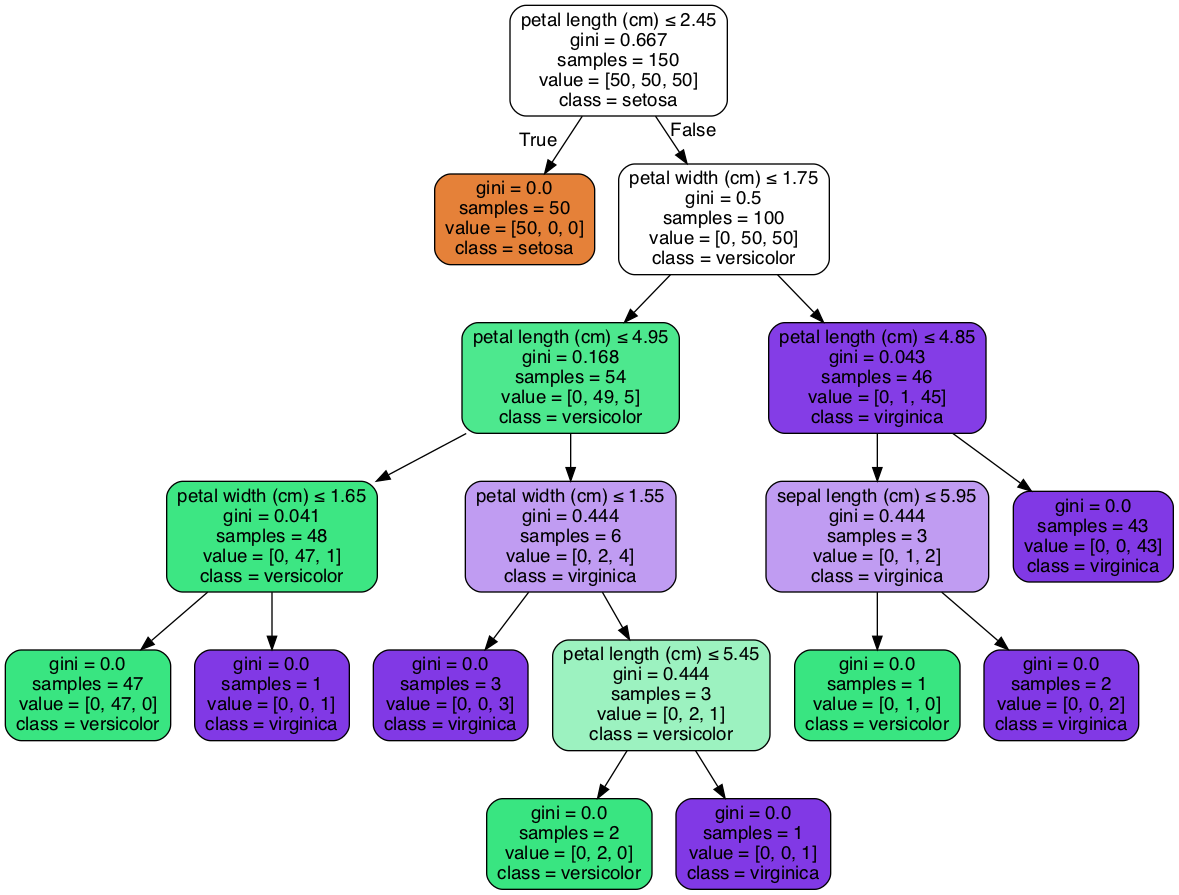 petal length (cm) ≤ 2.45
gini = 0.667
samples = 150
value = [50, 50, 50]
class = setosa
True
False
gini = 0.0
samples = 50
value = [50, 0, 0]
class = setosa
petal width (cm) ≤ 1.75
gini = 0.5
samples = 100
value = [0, 50, 50]
class = versicolor
petal length (cm) ≤ 4.95
gini = 0.168
samples = 54
value = [0, 49, 5]
class = versicolor
petal length (cm) ≤ 4.85
gini = 0.043
samples = 46
value = [0, 1, 45]
class = virginica
petal width (cm) ≤ 1.65
gini = 0.041
samples = 48
value = [0, 47, 1]
class = versicolor
petal width (cm) ≤ 1.55
gini = 0.444
samples = 6
value = [0, 2, 4]
class = virginica
sepal length (cm) ≤ 5.95
gini = 0.444
samples = 3
value = [0, 1, 2]
class = virginica
gini = 0.0
samples = 43
value = [0, 0, 43]
class = virginica
gini = 0.0
samples = 47
value = [0, 47, 0]
class = versicolor
gini = 0.0
samples = 1
value = [0, 0, 1]
class = virginica
gini = 0.0
samples = 3
value = [0, 0, 3]
class = virginica
petal length (cm) ≤ 5.45
gini = 0.444
samples = 3
value = [0, 2, 1]
class = versicolor
gini = 0.0
samples = 1
value = [0, 1, 0]
class = versicolor
gini = 0.0
samples = 2
value = [0, 0, 2]
class = virginica
gini = 0.0
samples = 2
value = [0, 2, 0]
class = versicolor
gini = 0.0
samples = 1
value = [0, 0, 1]
class = virginica